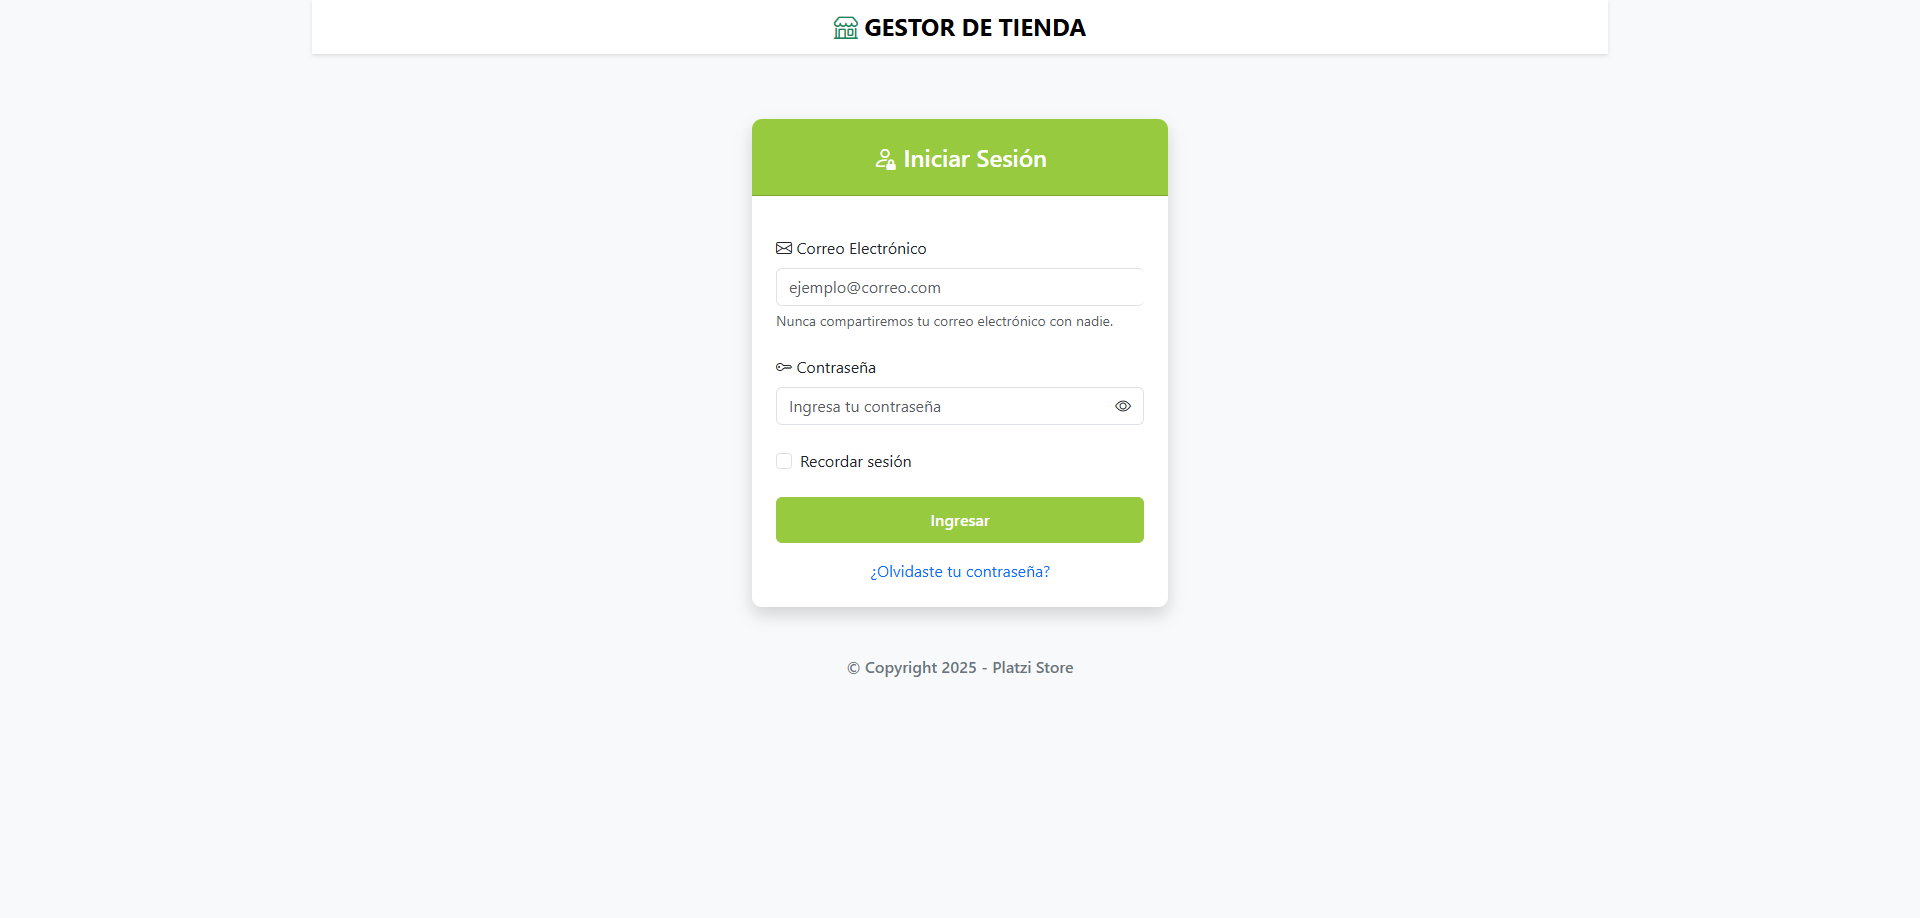 GESTOR DE TIENDA
Iniciar Sesión
Correo Electrónico
ejemplo@correo.com
Nunca compartiremos tu correo electrónico con nadie.
Contraseña
Ingresa tu contraseña
Recordar sesión
Ingresar
¿Olvidaste tu contraseña?
© Copyright 2025 - Platzi Store